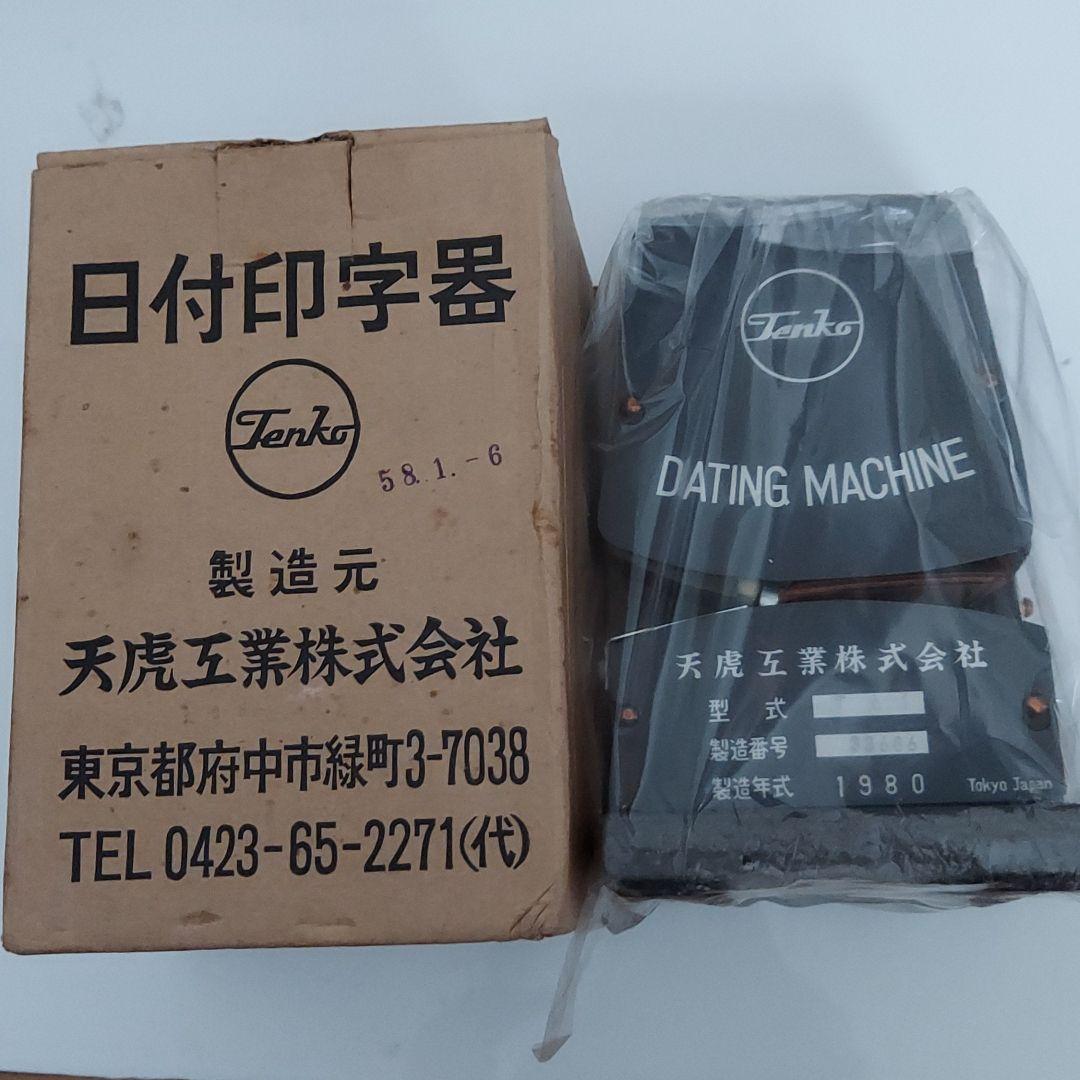 日付印字器
Tenko
58.1.-6
製造元
天虎工業株式会社
東京都府中市緑町3-7038
TEL 0423-65-2271(代)
Tenko
DATING MACHINE
天虎工業株式会社
型 式
製造番号
製造年式 1980 Tokyo Japan